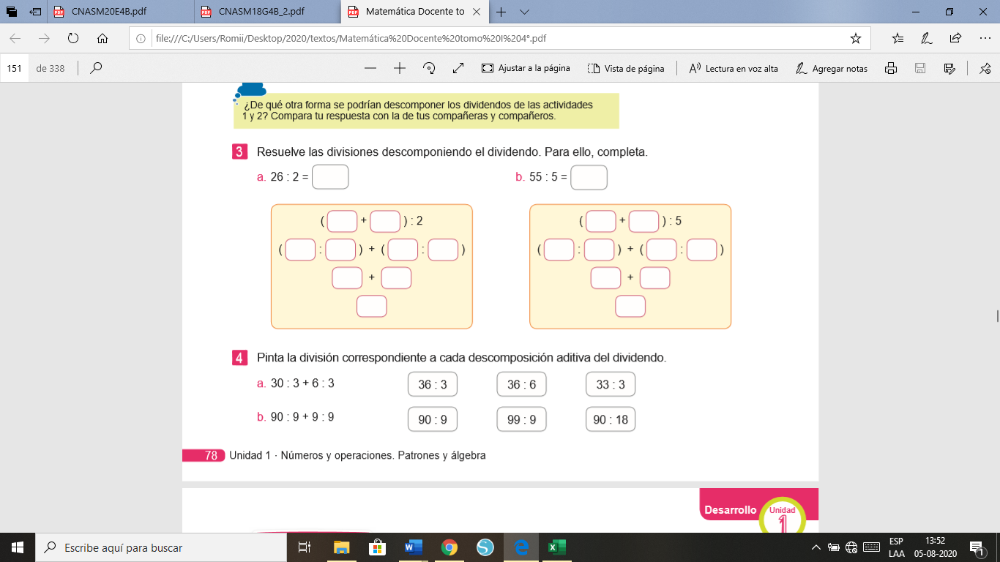 CNASM20E4B.pdf
CNASM18G4B_2.pdf
Matemática Docente to
file:///C:/Users/Romii/Desktop/2020/textos/Matemática%20Docente%20tomo%20I%204°.pdf
151 de 338
Ajustar a la página
Vista de página
Lectura en voz alta
Agregar notas
¿De qué otra forma se podrían descomponer los dividendos de las actividades
1 y 2? Compara tu respuesta con la de tus compañeras y compañeros.
3 Resuelve las divisiones descomponiendo el dividendo. Para ello, completa.
a. 26 : 2 =
b. 55 : 5 =
( + ) : 2
( : ) + ( : )
+
( + ) : 5
( : ) + ( : )
+
4 Pinta la división correspondiente a cada descomposición aditiva del dividendo.
a. 30 : 3 + 6 : 3 36 : 3 36 : 6 33 : 3
b. 90 : 9 + 9 : 9 90 : 9 99 : 9 90 : 18
78 Unidad 1 · Números y operaciones. Patrones y álgebra
Desarrollo
Unidad
1
Escribe aquí para buscar
ESP
LAA
13:52
05-08-2020
1